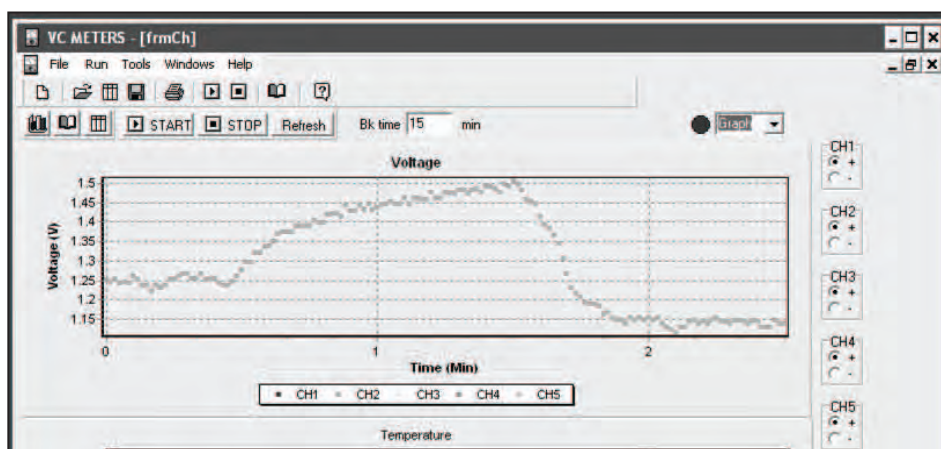 VC METERS - [frmCh]
File Run Tools Windows Help
START STOP Refresh Bk time 15 min Graph
Voltage
Voltage (V)
1.5
1.45
1.4
1.35
1.3
1.25
1.2
1.15
0 1 2
Time (Min)
CH1 CH2 CH3 CH4 CH5
Temperature
CH1
+
-
CH2
+
-
CH3
+
-
CH4
+
-
CH5
+
-